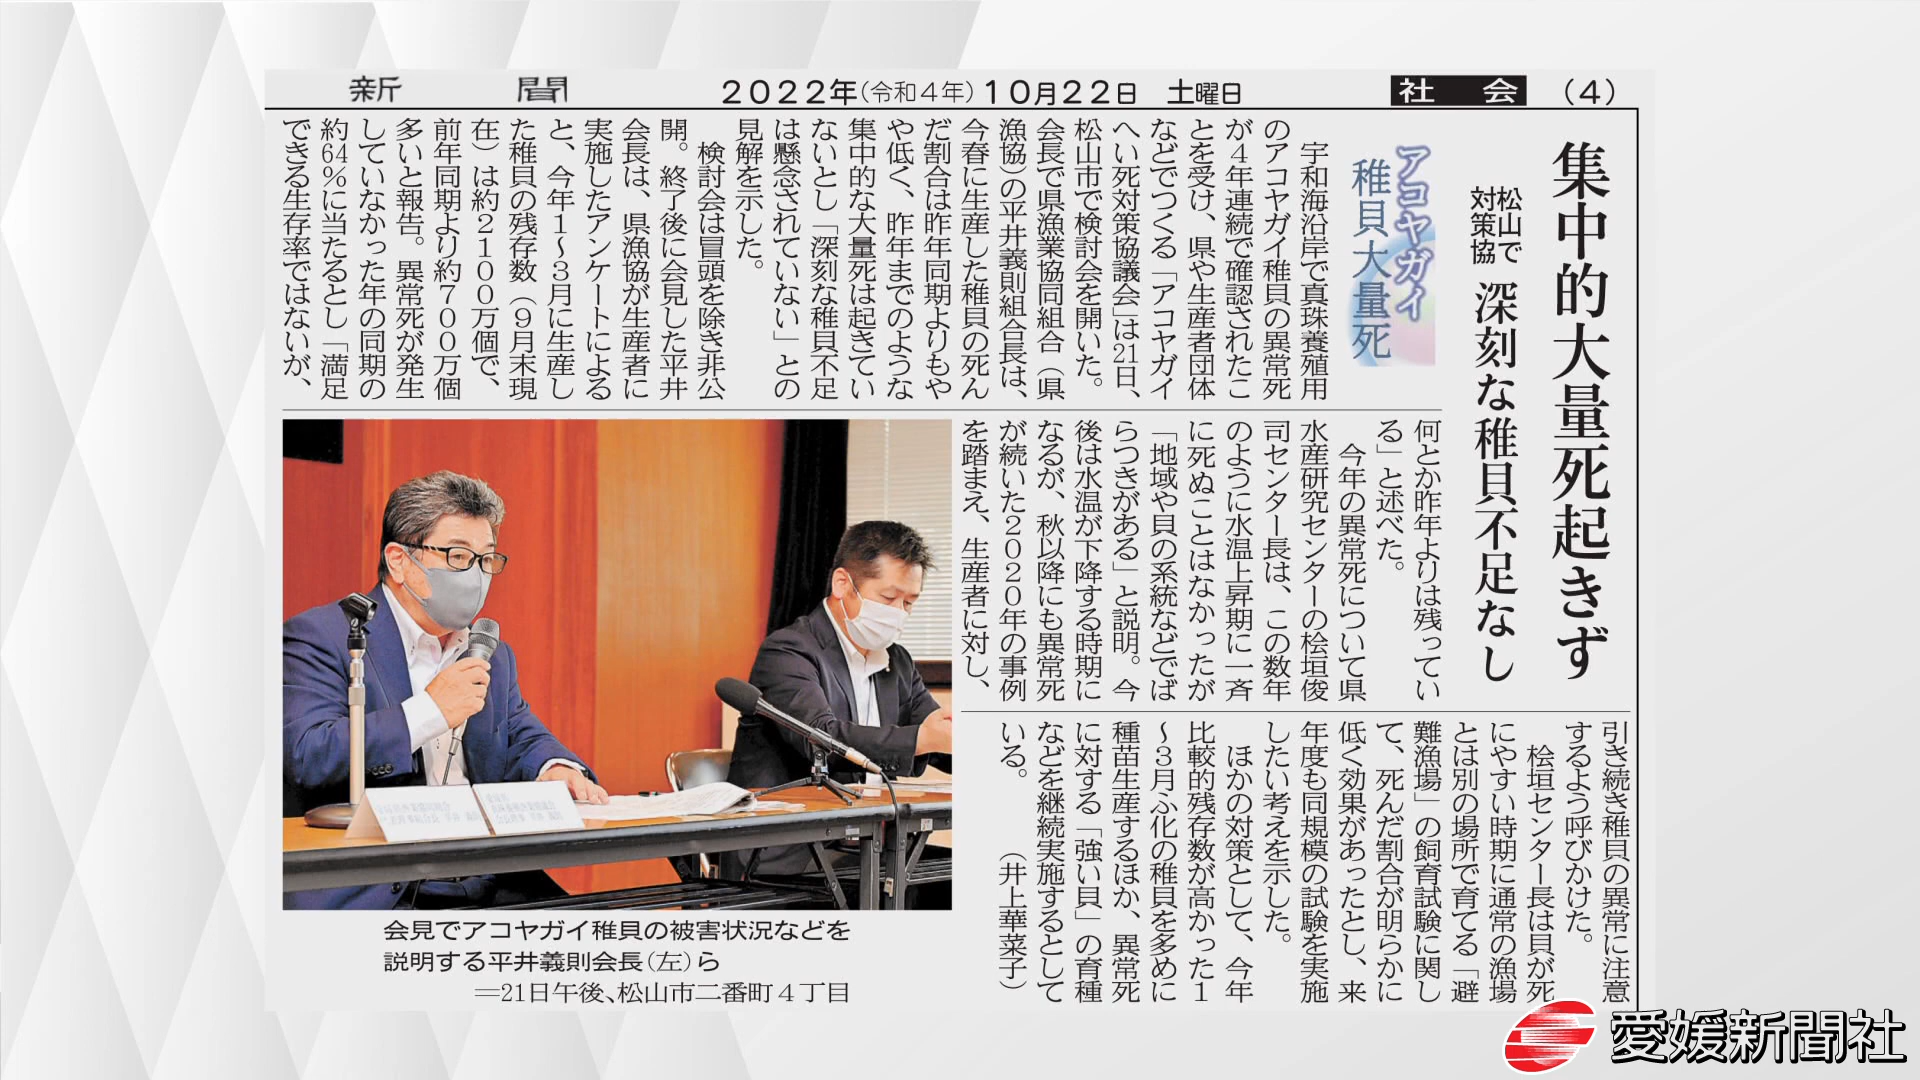 新聞
2022年(令和4年)10月22日 土曜日
社会
(4)
集中的大量死起きず
松山で
対策協
深刻な稚貝不足なし
アコヤガイ
稚貝大量死
宇和海沿岸で真珠養殖用
のアコヤガイ稚貝の異常死
が4年連続で確認されたこ
とを受け、県や生産者団体
などでつくる「アコヤガイ
へい死対策協議会」は21日、
松山市で検討会を開いた。
会長で県漁業協同組合(県
漁協)の平井義則組合長は、
今春に生産した稚貝の死ん
だ割合は昨年同期よりもや
や低く、昨年までのような
集中的な大量死は起きてい
ないとし「深刻な稚貝不足
は懸念されていない」との
見解を示した。
検討会は冒頭を除き非公
開。終了後に会見した平井
会長は、県漁協が生産者に
実施したアンケートによる
と、今年1〜3月に生産し
た稚貝の残存数(9月末現
在)は約2100万個で、
前年同期より約700万個
多いと報告。異常死が発生
していなかった年の同期の
約64%に当たるとし「満足
できる生存率ではないが、
何とか昨年よりは残ってい
る」と述べた。
今年の異常死について県
水産研究センターの桧垣俊
司センター長は、この数年
のように水温上昇期に一斉
に死ぬことはなかったが
「地域や貝の系統などでば
らつきがある」と説明。今
後は水温が下降する時期に
なるが、秋以降にも異常死
が続いた2020年の事例
を踏まえ、生産者に対し、
引き続き稚貝の異常に注意
するよう呼びかけた。
桧垣センター長は貝が死
にやすい時期に通常の漁場
とは別の場所で育てる「避
難漁場」の飼育試験に関し
て、死んだ割合が明らかに
低く効果があったとし、来
年度も同規模の試験を実施
したい考えを示した。
ほかの対策として、今年
比較的残存数が高かった1
〜3月ふ化の稚貝を多めに
種苗生産するほか、異常死
に対する「強い貝」の育種
などを継続実施するとして
いる。
(井上華菜子)
会見でアコヤガイ稚貝の被害状況などを
説明する平井義則会長(左)ら
=21日午後、松山市二番町4丁目
愛媛新聞社